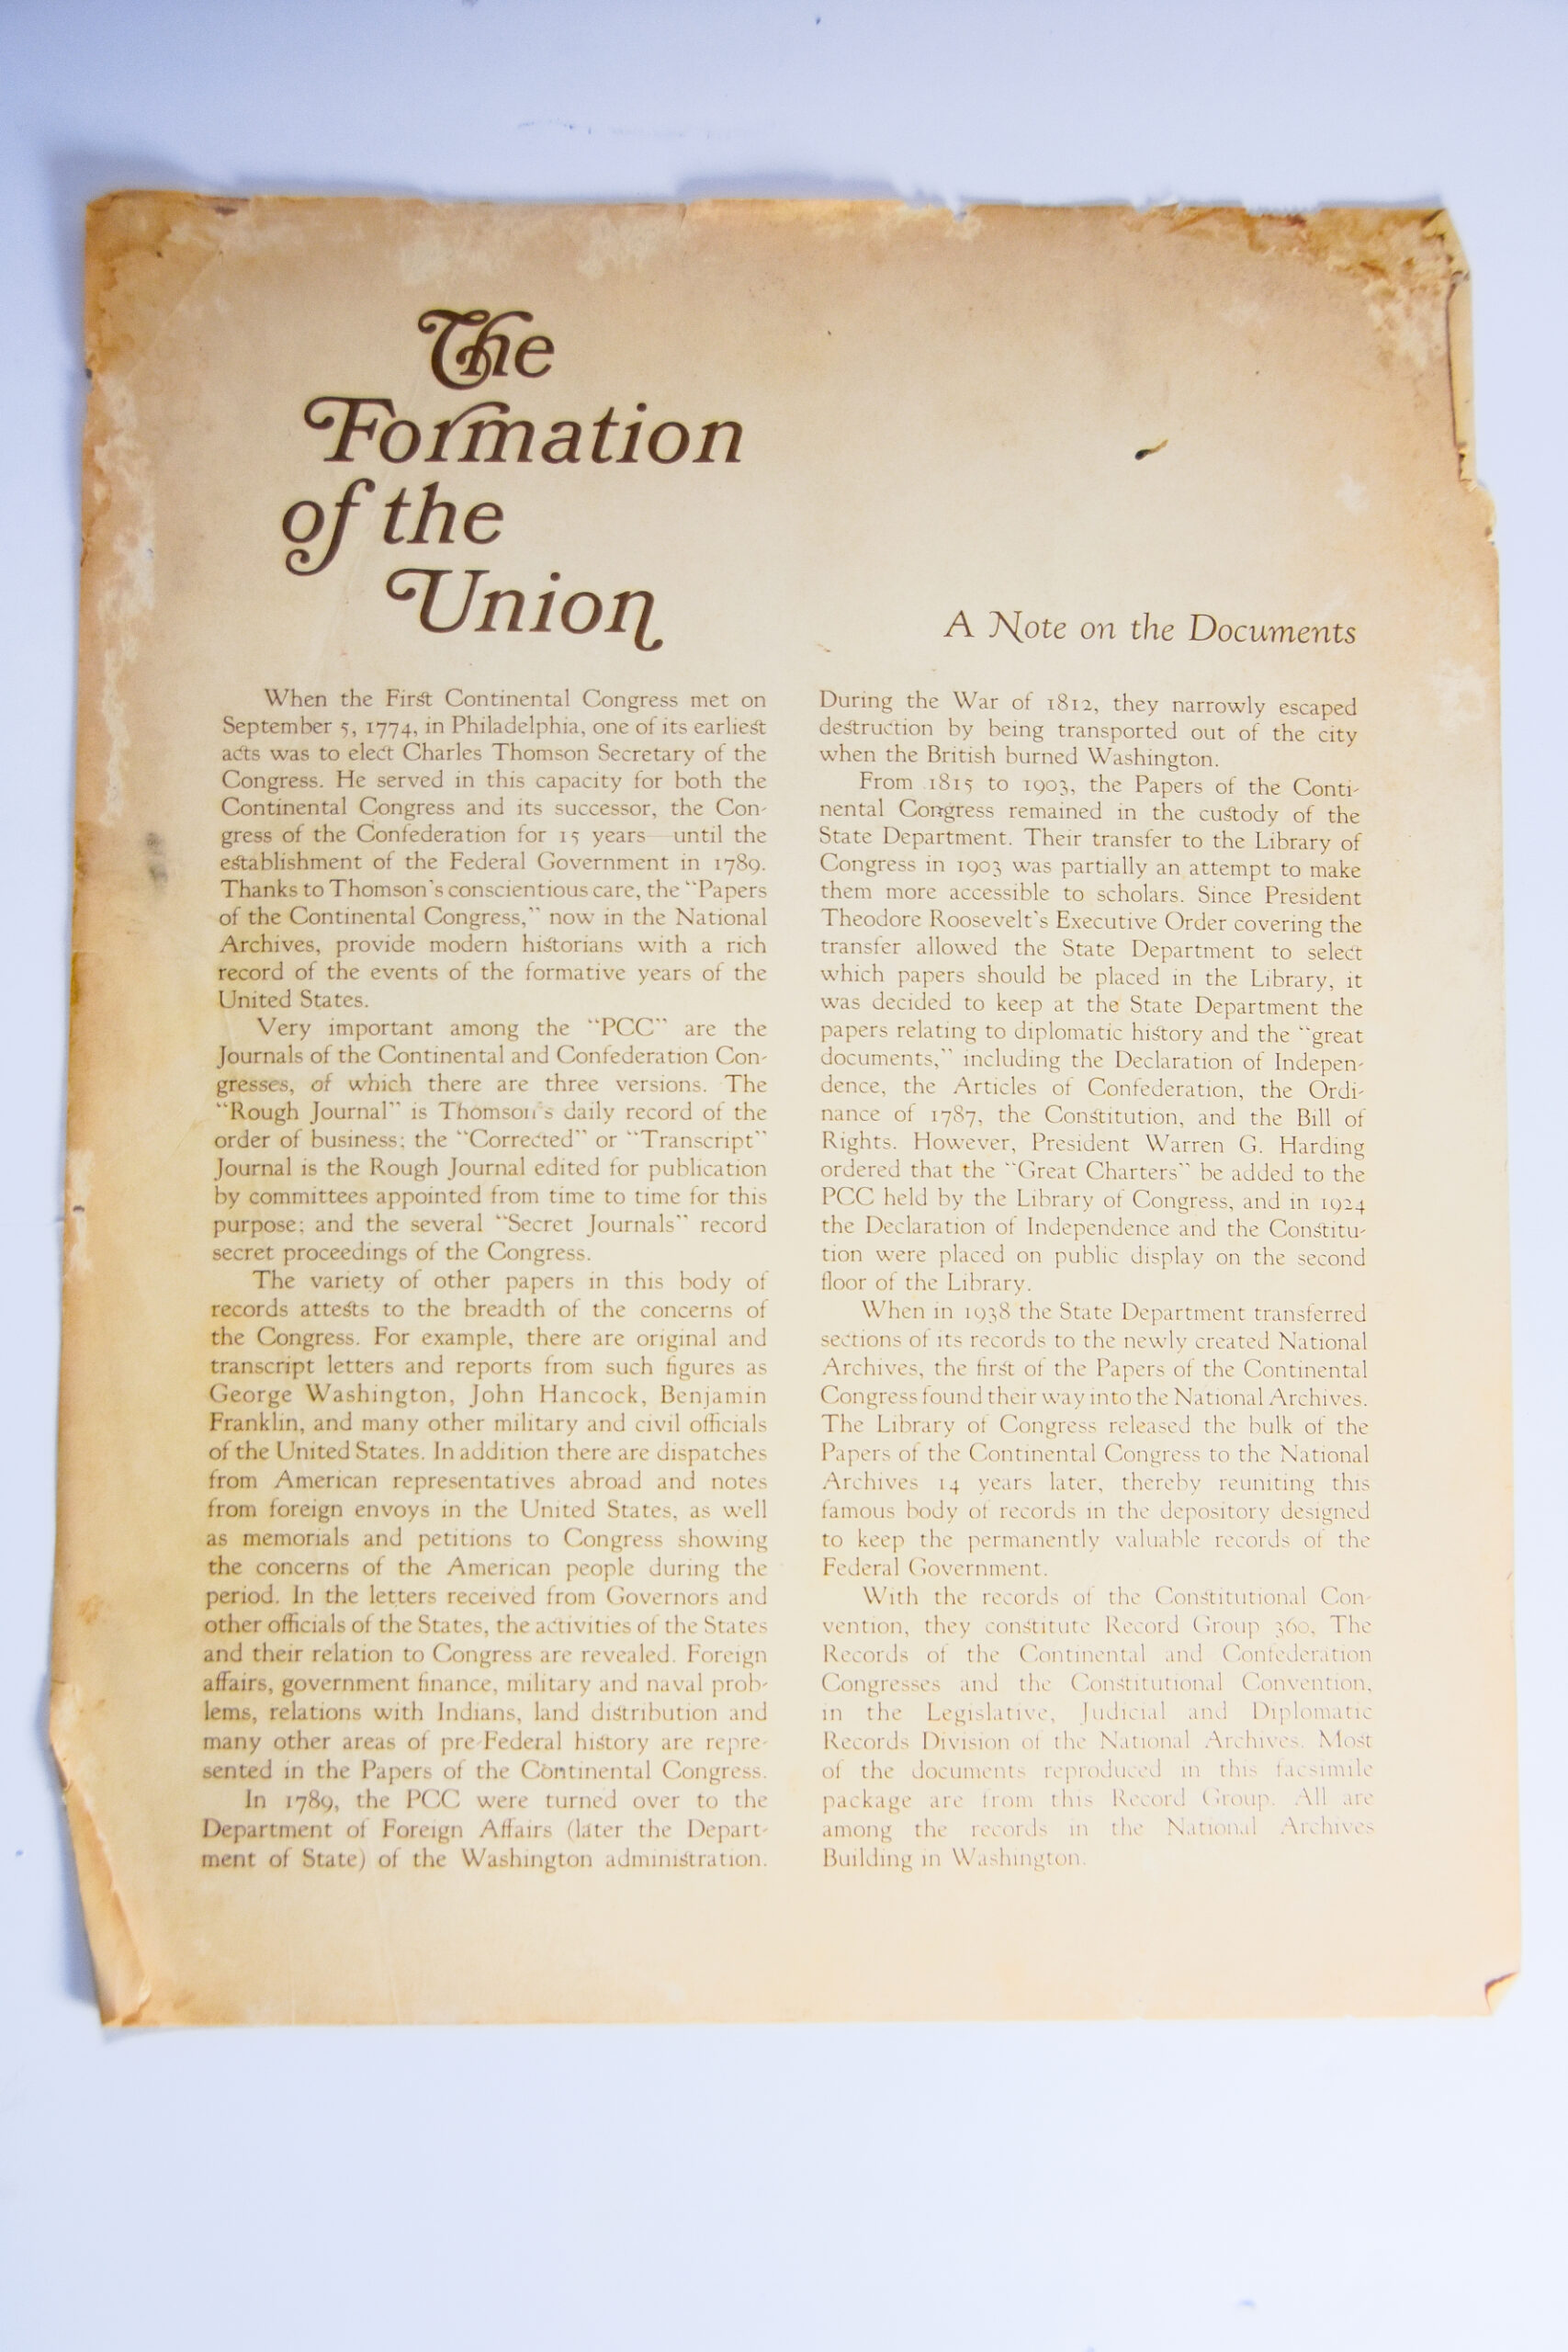 The
Formation
of the
Union
A Note on the Documents
When the First Continental Congress met on
September 5, 1774, in Philadelphia, one of its earliest
acts was to elect Charles Thomson Secretary of the
Congress. He served in this capacity for both the
Continental Congress and its successor, the Con-
gress of the Confederation for 15 years—until the
establishment of the Federal Government in 1789.
Thanks to Thomson's conscientious care, the "Papers
of the Continental Congress," now in the National
Archives, provide modern historians with a rich
record of the events of the formative years of the
United States.
Very important among the "PCC" are the
Journals of the Continental and Confederation Con-
gresses, of which there are three versions. The
"Rough Journal" is Thomson's daily record of the
order of business; the "Corrected" or "Transcript"
Journal is the Rough Journal edited for publication
by committees appointed from time to time for this
purpose; and the several "Secret Journals" record
secret proceedings of the Congress.
The variety of other papers in this body of
records attests to the breadth of the concerns of
the Congress. For example, there are original and
transcript letters and reports from such figures as
George Washington, John Hancock, Benjamin
Franklin, and many other military and civil officials
of the United States. In addition there are dispatches
from American representatives abroad and notes
from foreign envoys in the United States, as well
as memorials and petitions to Congress showing
the concerns of the American people during the
period. In the letters received from Governors and
other officials of the States, the activities of the States
and their relation to Congress are revealed. Foreign
affairs, government finance, military and naval prob-
lems, relations with Indians, land distribution and
many other areas of pre-Federal history are repre-
sented in the Papers of the Continental Congress.
In 1789, the PCC were turned over to the
Department of Foreign Affairs (later the Depart-
ment of State) of the Washington administration.
During the War of 1812, they narrowly escaped
destruction by being transported out of the city
when the British burned Washington.
From 1815 to 1903, the Papers of the Conti-
nental Congress remained in the custody of the
State Department. Their transfer to the Library of
Congress in 1903 was partially an attempt to make
them more accessible to scholars. Since President
Theodore Roosevelt's Executive Order covering the
transfer allowed the State Department to select
which papers should be placed in the Library, it
was decided to keep at the State Department the
papers relating to diplomatic history and the "great
documents," including the Declaration of Indepen-
dence, the Articles of Confederation, the Ordi-
nance of 1787, the Constitution, and the Bill of
Rights. However, President Warren G. Harding
ordered that the "Great Charters" be added to the
PCC held by the Library of Congress, and in 1924
the Declaration of Independence and the Constitu-
tion were placed on public display on the second
floor of the Library.
When in 1938 the State Department transferred
sections of its records to the newly created National
Archives, the first of the Papers of the Continental
Congress found their way into the National Archives.
The Library of Congress released the bulk of the
Papers of the Continental Congress to the National
Archives 14 years later, thereby reuniting this
famous body of records in the depository designed
to keep the permanently valuable records of the
Federal Government.
With the records of the Constitutional Con-
vention, they constitute Record Group 360, The
Records of the Continental and Confederation
Congresses and the Constitutional Convention,
in the Legislative, Judicial and Diplomatic
Records Division of the National Archives. Most
of the documents reproduced in this facsimile
package are from this Record Group. All are
among the records in the National Archives
Building in Washington.